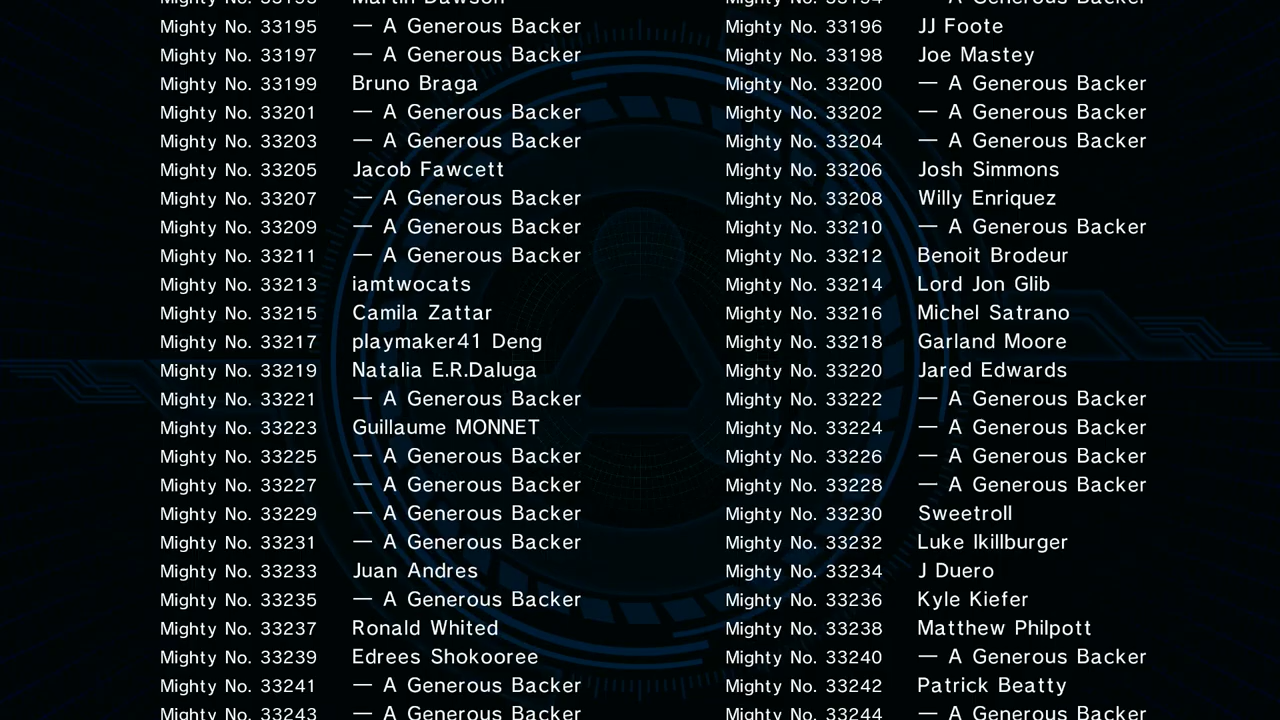 Mighty No. 33193 Martin Dawson Mighty No. 33194 — A Generous Backer
Mighty No. 33195 — A Generous Backer Mighty No. 33196 JJ Foote
Mighty No. 33197 — A Generous Backer Mighty No. 33198 Joe Mastey
Mighty No. 33199 Bruno Braga Mighty No. 33200 — A Generous Backer
Mighty No. 33201 — A Generous Backer Mighty No. 33202 — A Generous Backer
Mighty No. 33203 — A Generous Backer Mighty No. 33204 — A Generous Backer
Mighty No. 33205 Jacob Fawcett Mighty No. 33206 Josh Simmons
Mighty No. 33207 — A Generous Backer Mighty No. 33208 Willy Enriquez
Mighty No. 33209 — A Generous Backer Mighty No. 33210 — A Generous Backer
Mighty No. 33211 — A Generous Backer Mighty No. 33212 Benoit Brodeur
Mighty No. 33213 iamtwocats Mighty No. 33214 Lord Jon Glib
Mighty No. 33215 Camila Zattar Mighty No. 33216 Michel Satrano
Mighty No. 33217 playmaker41 Deng Mighty No. 33218 Garland Moore
Mighty No. 33219 Natalia E.R.Daluga Mighty No. 33220 Jared Edwards
Mighty No. 33221 — A Generous Backer Mighty No. 33222 — A Generous Backer
Mighty No. 33223 Guillaume MONNET Mighty No. 33224 — A Generous Backer
Mighty No. 33225 — A Generous Backer Mighty No. 33226 — A Generous Backer
Mighty No. 33227 — A Generous Backer Mighty No. 33228 — A Generous Backer
Mighty No. 33229 — A Generous Backer Mighty No. 33230 Sweetroll
Mighty No. 33231 — A Generous Backer Mighty No. 33232 Luke Ikillburger
Mighty No. 33233 Juan Andres Mighty No. 33234 J Duero
Mighty No. 33235 — A Generous Backer Mighty No. 33236 Kyle Kiefer
Mighty No. 33237 Ronald Whited Mighty No. 33238 Matthew Philpott
Mighty No. 33239 Edrees Shokooree Mighty No. 33240 — A Generous Backer
Mighty No. 33241 — A Generous Backer Mighty No. 33242 Patrick Beatty
Mighty No. 33243 — A Generous Backer Mighty No. 33244 — A Generous Backer